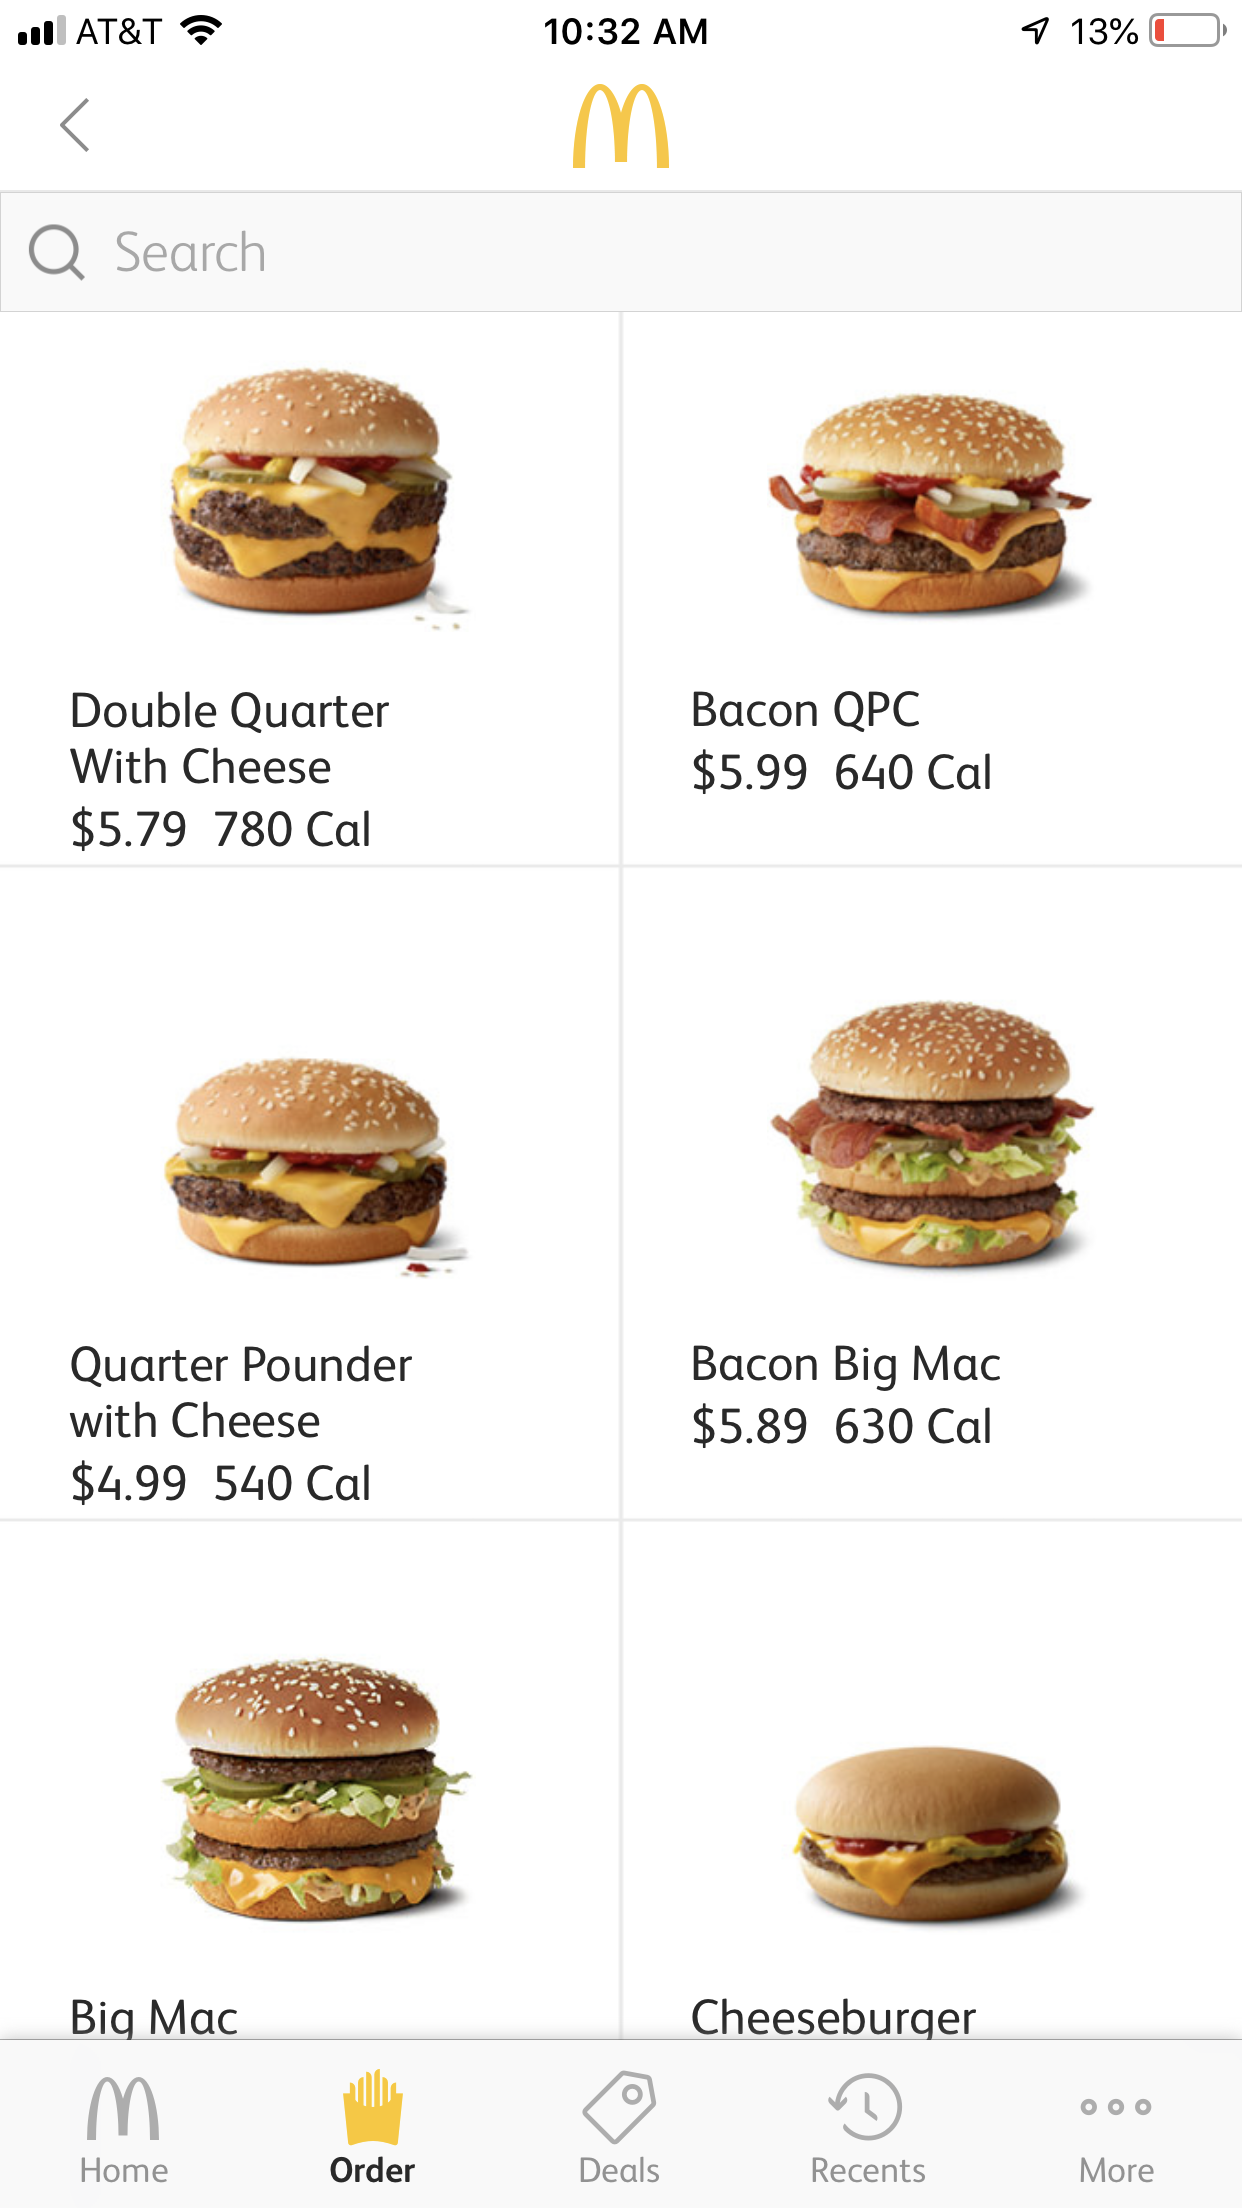 AT&T 10:32 AM 13%
Search
Double Quarter
With Cheese
$5.79 780 Cal
Bacon QPC
$5.99 640 Cal
Quarter Pounder
with Cheese
$4.99 540 Cal
Bacon Big Mac
$5.89 630 Cal
Big Mac
Cheeseburger
Home Order Deals Recents More